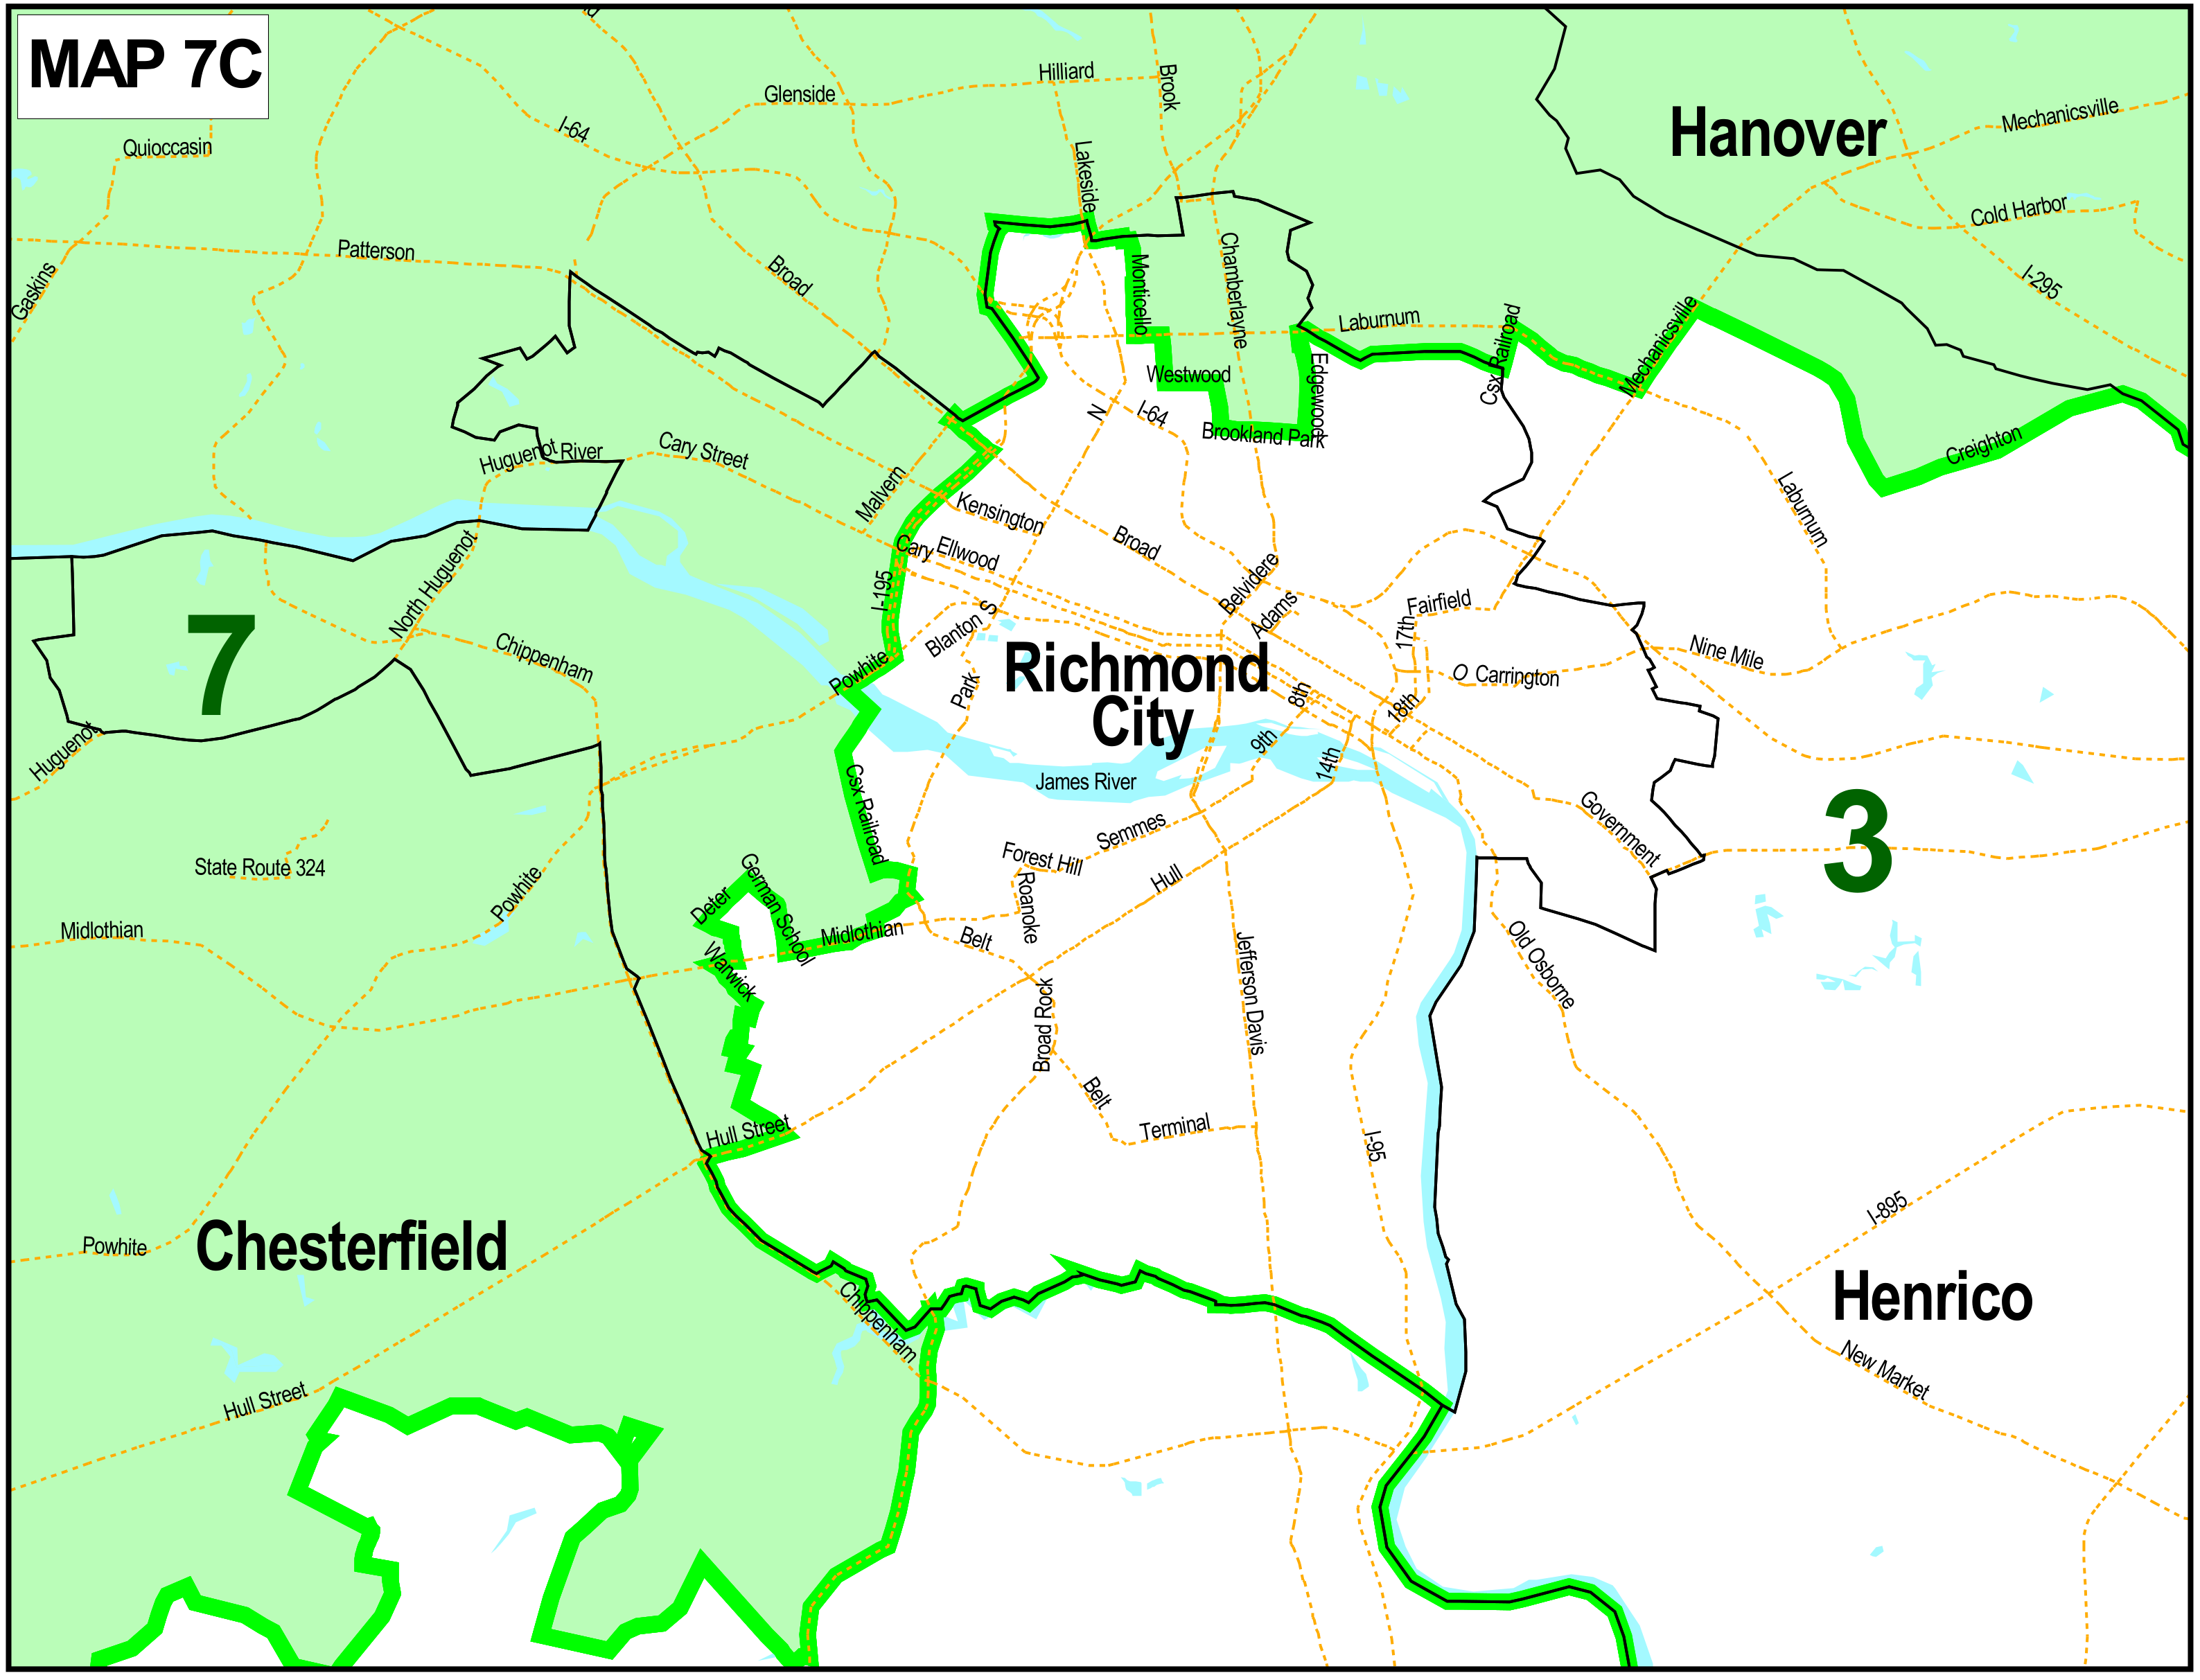 MAP 7C
Hilliard
Brook
Glenside
I-64
Quioccasin
Lakeside
Hanover
Mechanicsville
Cold Harbor
Patterson
Gaskins
Broad
Chamberlayne
Monticello
I-295
Laburnum
Csx Railroad
Mechanicsville
Edgewood
Westwood
N
I-64
Brookland Park
Creighton
Huguenot
River
Cary Street
Malvern
Kensington
Broad
Laburnum
Cary
Ellwood
North Huguenot
I-195
Belvidere
Adams
Fairfield
17th
S
Blanton
7
Chippenham
Richmond
City
Powhite
Park
Nine Mile
O
Carrington
8th
18th
9th
14th
Huguenot
James River
Csx Railroad
Government
3
Semmes
Forest Hill
Hull
Roanoke
State Route 324
Powhite
Deter
German School
Midlothian
Midlothian
Belt
Warwick
Jefferson Davis
Old Osborne
Broad Rock
Belt
Terminal
Hull Street
I-95
I-895
Chesterfield
Powhite
Henrico
Chippenham
New Market
Hull Street